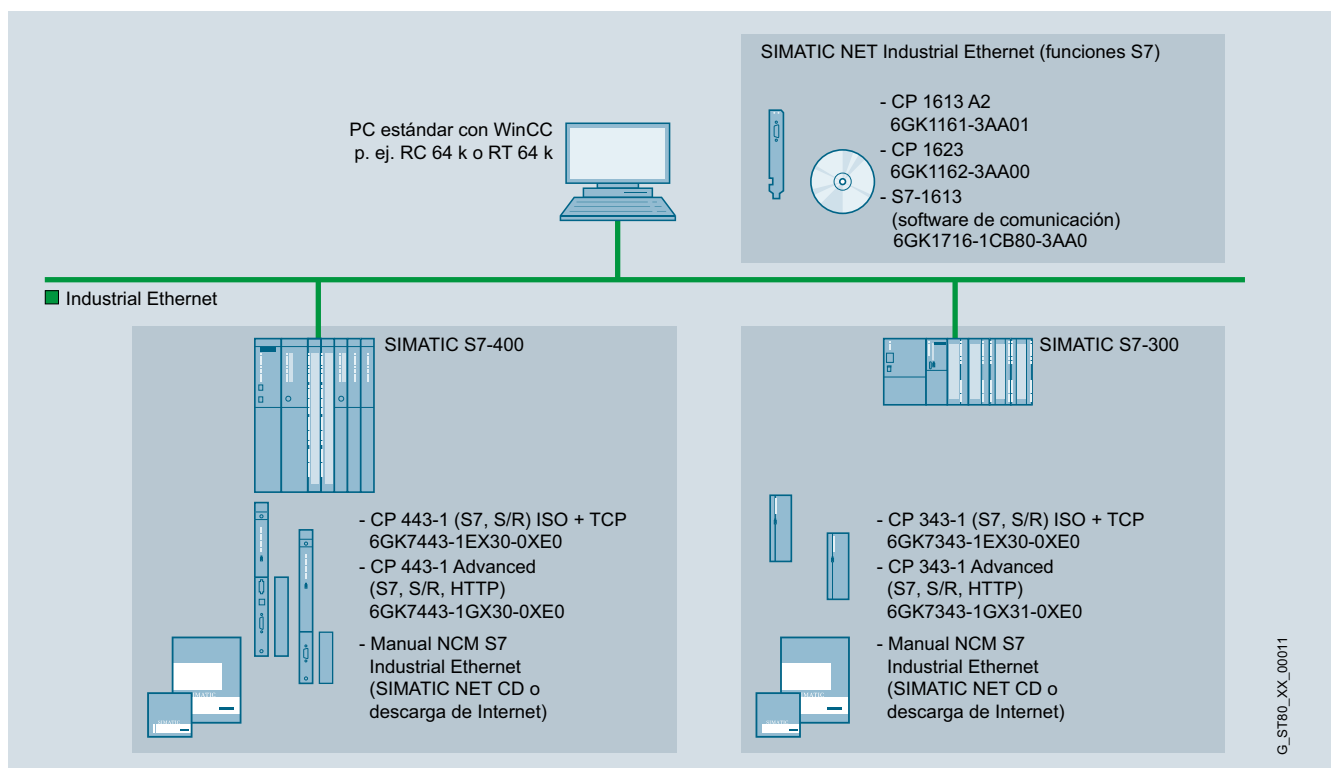 SIMATIC NET Industrial Ethernet (funciones S7)
- CP 1613 A2
6GK1161-3AA01
- CP 1623
6GK1162-3AA00
- S7-1613
(software de comunicación)
6GK1716-1CB80-3AA0
PC estándar con WinCC
p. ej. RC 64 k o RT 64 k
Industrial Ethernet
SIMATIC S7-400
- CP 443-1 (S7, S/R) ISO + TCP
6GK7443-1EX30-0XE0
- CP 443-1 Advanced
(S7, S/R, HTTP)
6GK7443-1GX30-0XE0
- Manual NCM S7
Industrial Ethernet
(SIMATIC NET CD o
descarga de Internet)
SIMATIC
SIMATIC
SIMATIC S7-300
- CP 343-1 (S7, S/R) ISO + TCP
6GK7343-1EX30-0XE0
- CP 343-1 Advanced
(S7, S/R, HTTP)
6GK7343-1GX31-0XE0
- Manual NCM S7
Industrial Ethernet
(SIMATIC NET CD o
descarga de Internet)
SIMATIC
SIMATIC
G_ST80_XX_00011